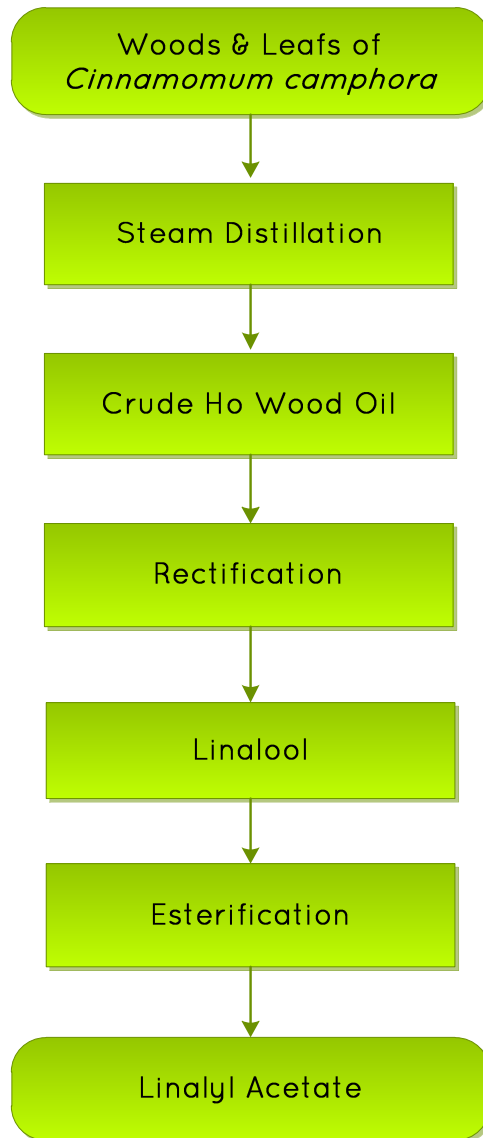 Woods & Leafs of
Cinnamomum camphora
Steam Distillation
Crude Ho Wood Oil
Rectification
Linalool
Esterification
Linalyl Acetate